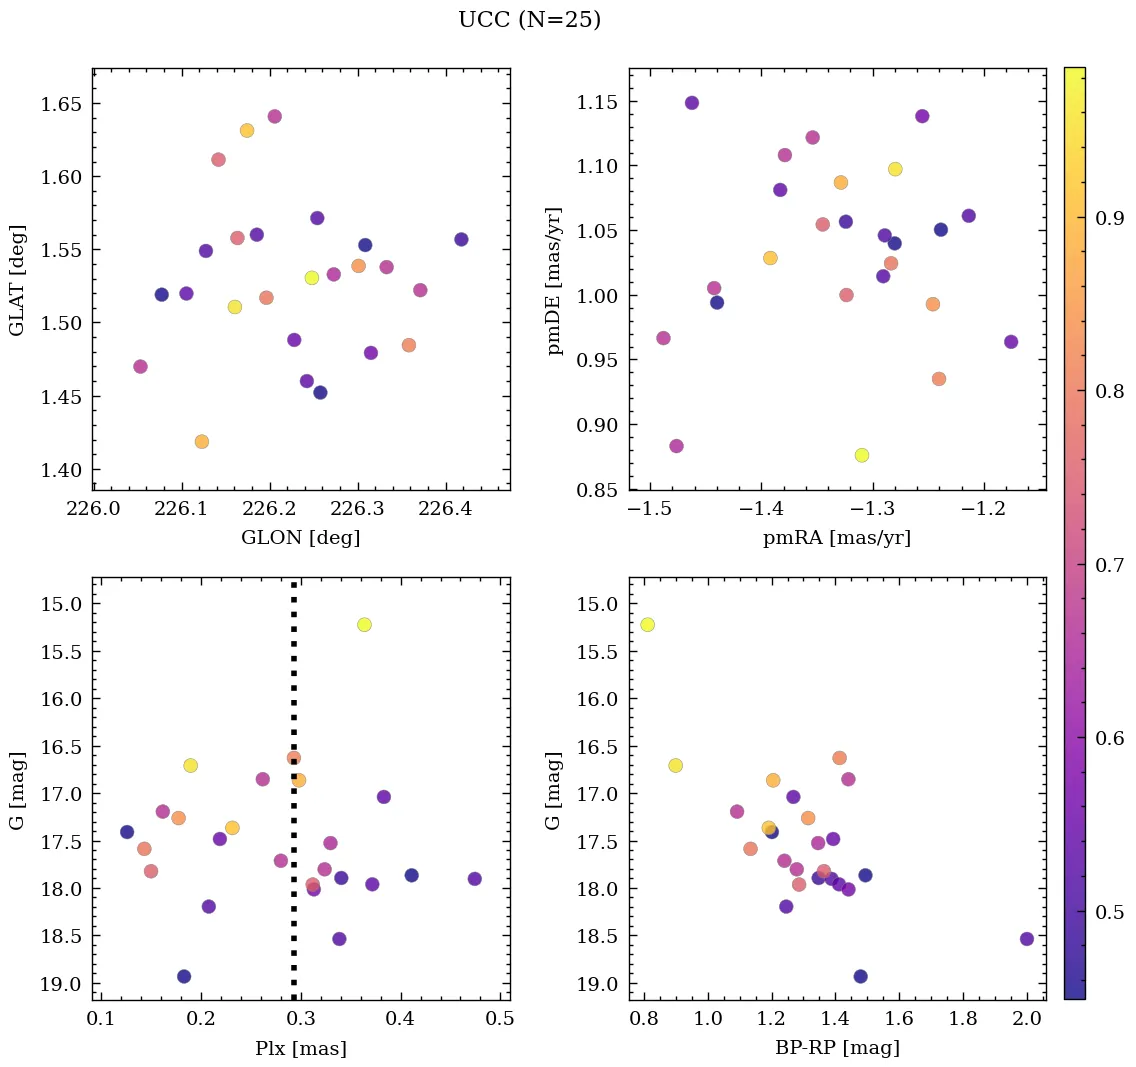 UCC (N=25)
1.65
1.60
1.55
1.50
1.45
1.40
GLAT [deg]
226.0 226.1 226.2 226.3 226.4
GLON [deg]
1.15
1.10
1.05
1.00
0.95
0.90
0.85
pmDE [mas/yr]
−1.5 −1.4 −1.3 −1.2
pmRA [mas/yr]
15.0
15.5
16.0
16.5
17.0
17.5
18.0
18.5
19.0
G [mag]
0.1 0.2 0.3 0.4 0.5
Plx [mas]
15.0
15.5
16.0
16.5
17.0
17.5
18.0
18.5
19.0
G [mag]
0.8 1.0 1.2 1.4 1.6 1.8 2.0
BP-RP [mag]
0.9
0.8
0.7
0.6
0.5